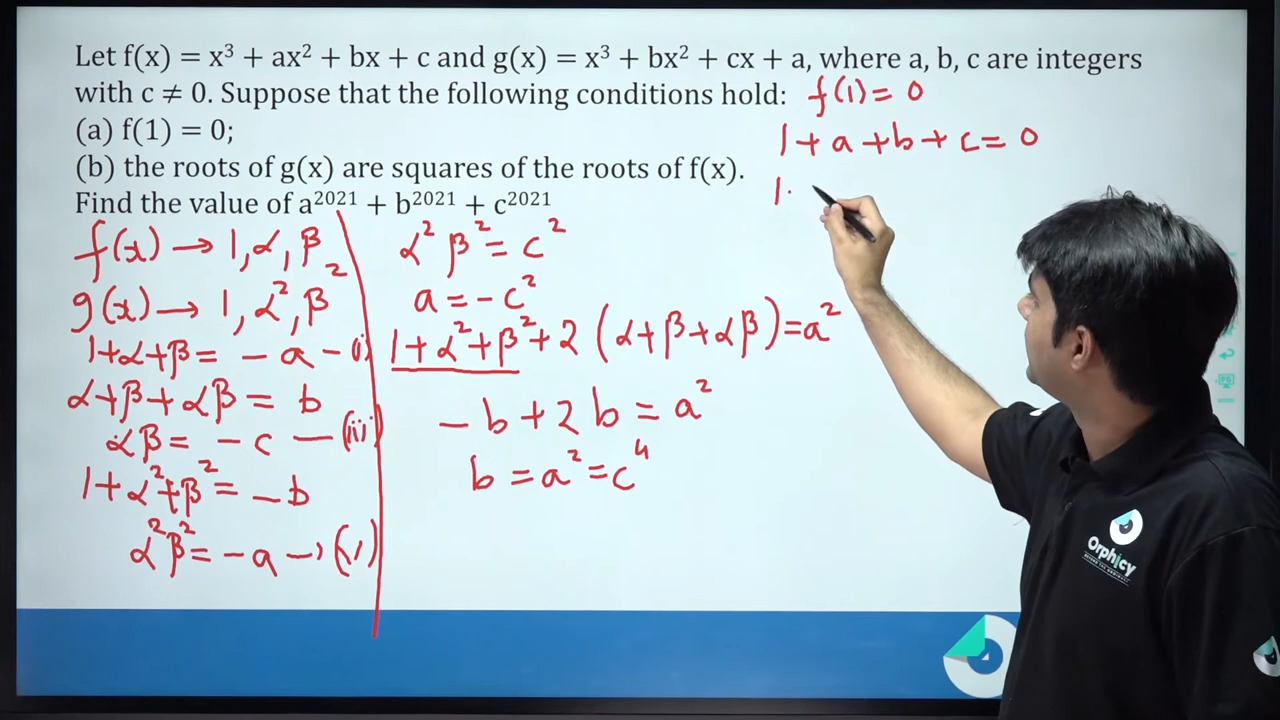 Let f(x) = x³ + ax² + bx + c and g(x) = x³ + bx² + cx + a, where a, b, c are integers
with c ≠ 0. Suppose that the following conditions hold:
f(1) = 0
(a) f(1) = 0;
1 + a + b + c = 0
(b) the roots of g(x) are squares of the roots of f(x).
1
Find the value of a²⁰²¹ + b²⁰²¹ + c²⁰²¹
f(x) → 1, α, β
g(x) → 1, α², β²
1+α+β = -a - (i)
α+β+αβ = b
αβ = -c - (iii)
1+α²+β² = -b
α²β² = -a → (v)
α²β² = c²
a = -c²
1+α²+β²+2(α+β+αβ)=a²
-b+2b = a²
b = a² = c⁴
Orphicy